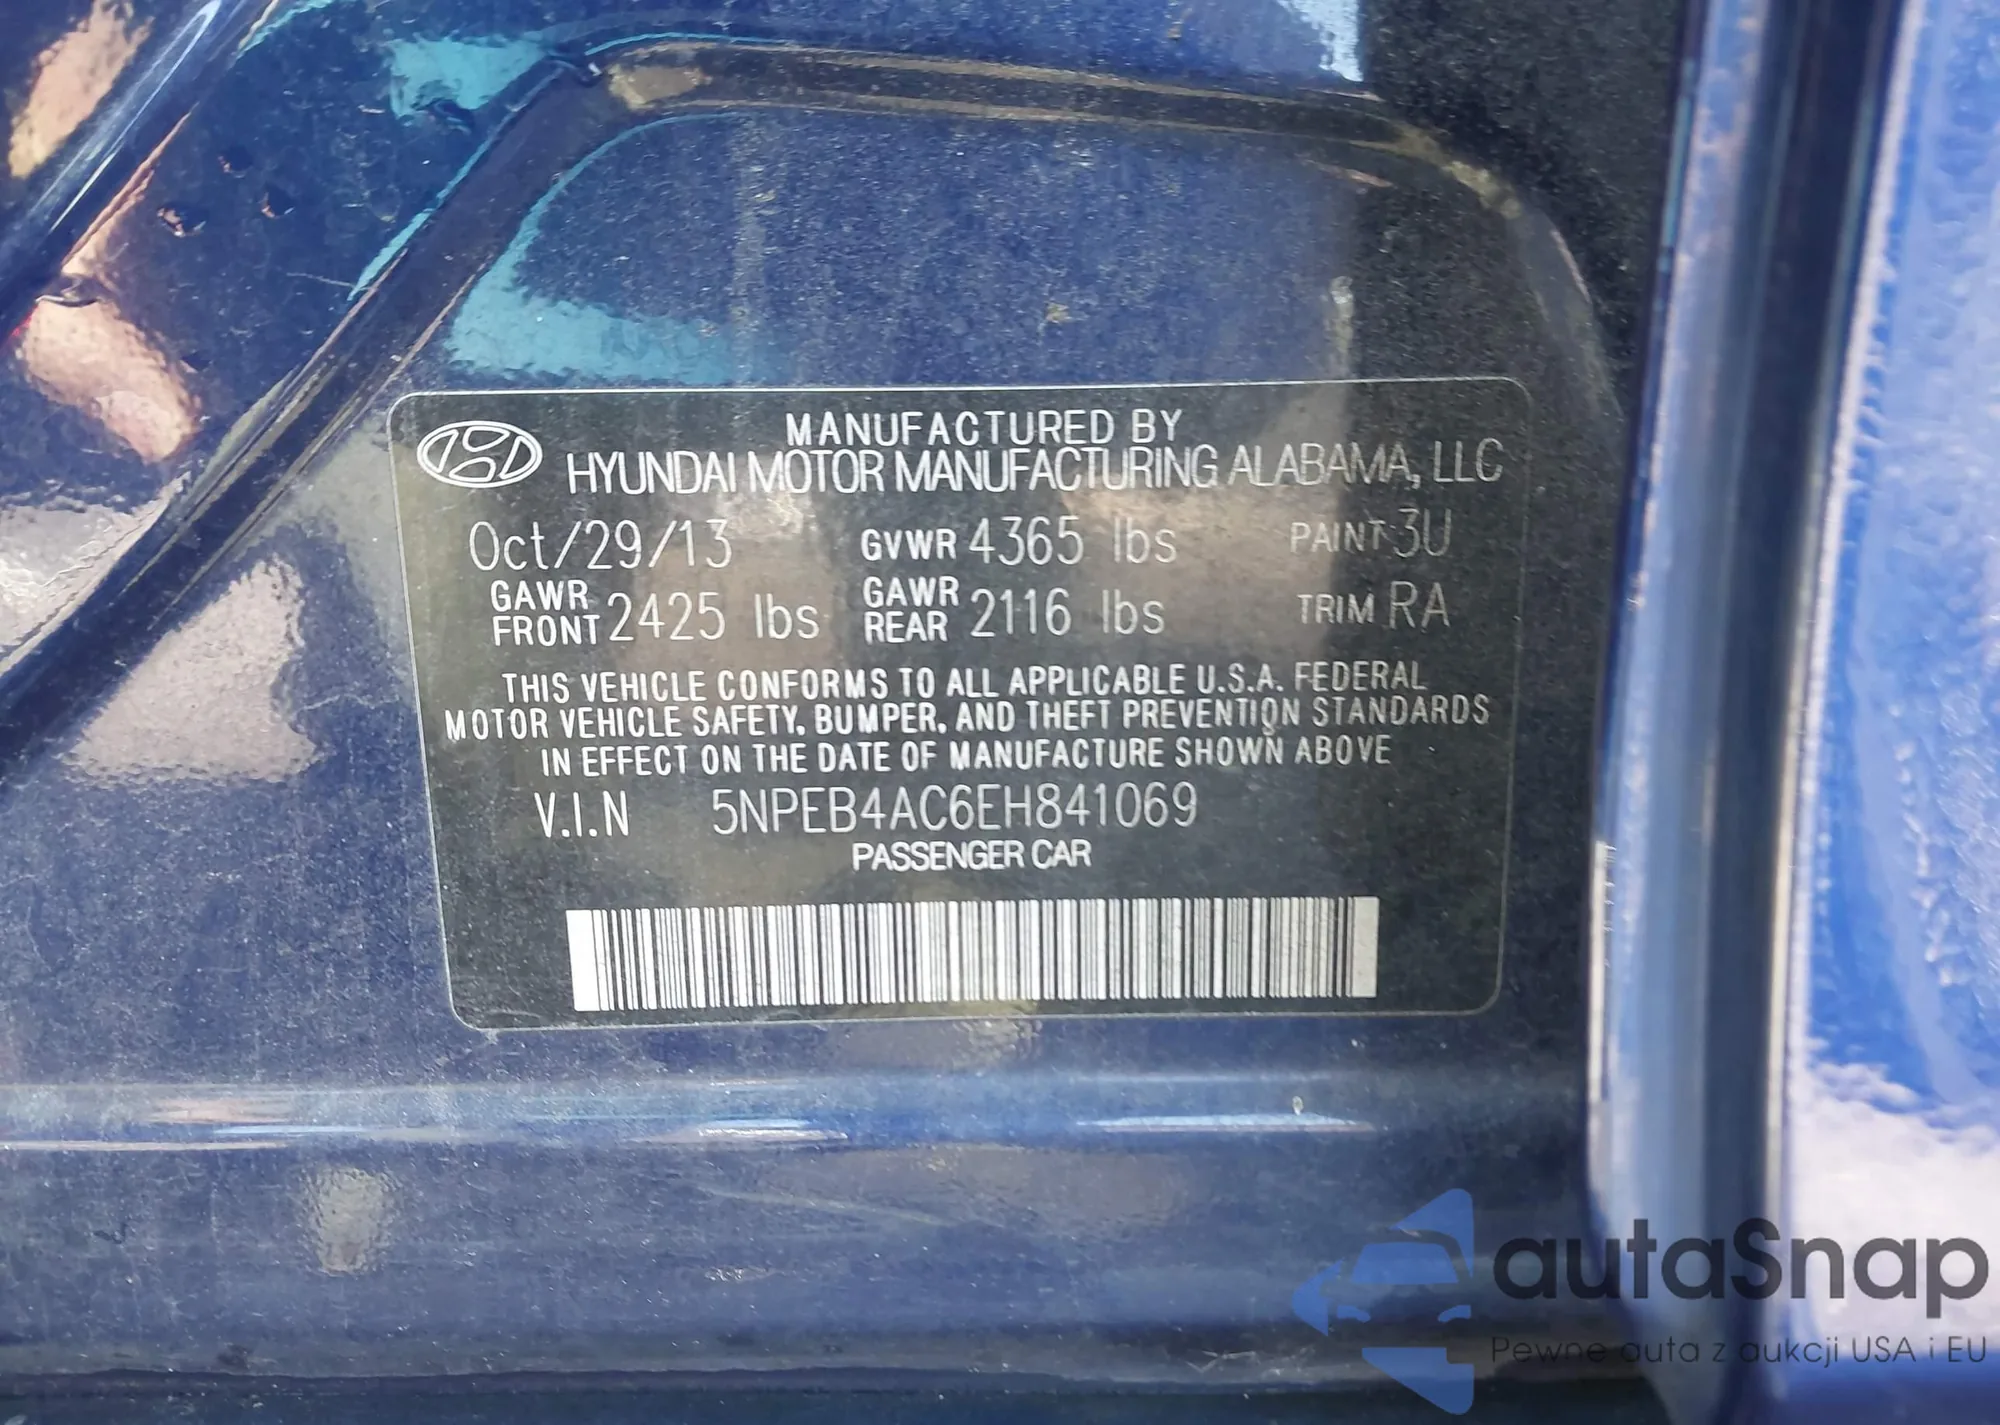 MANUFACTURED BY
HYUNDAI MOTOR MANUFACTURING ALABAMA, LLC
Oct/29/13 GVWR 4365 lbs PAINT 3U
GAWR FRONT 2425 lbs GAWR REAR 2116 lbs TRIM RA
THIS VEHICLE CONFORMS TO ALL APPLICABLE U.S.A. FEDERAL
MOTOR VEHICLE SAFETY, BUMPER, AND THEFT PREVENTION STANDARDS
IN EFFECT ON THE DATE OF MANUFACTURE SHOWN ABOVE
V.I.N 5NPEB4AC6EH841069
PASSENGER CAR
autaSnap
Pewne auta z aukcji USA i EU